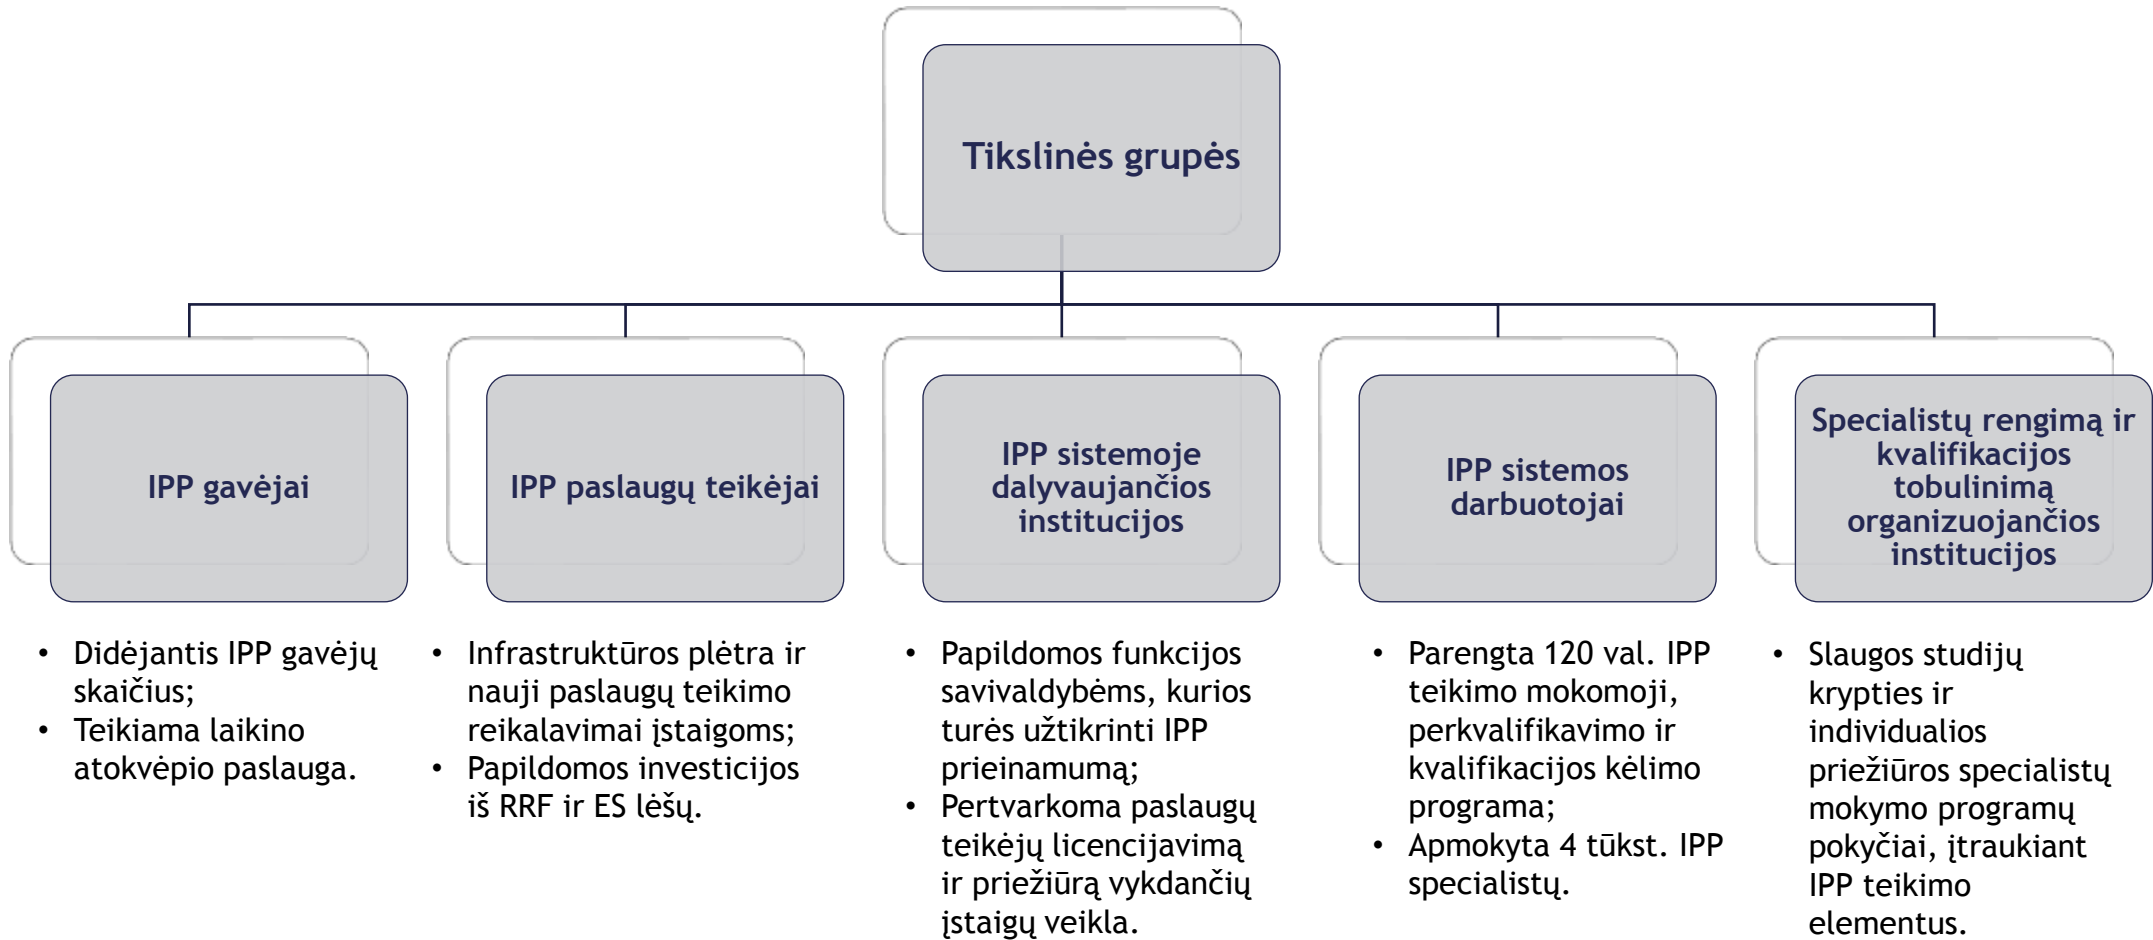 Tikslinės grupės
IPP gavėjai
IPP paslaugų teikėjai
IPP sistemoje
dalyvaujančios
institucijos
IPP sistemos
darbuotojai
Specialistų rengimą ir
kvalifikacijos
tobulinimą
organizuojančios
institucijos
• Didėjantis IPP gavėjų
skaičius;
• Teikiama laikino
atokvėpio paslauga.
• Infrastruktūros plėtra ir
nauji paslaugų teikimo
reikalavimai įstaigoms;
• Papildomos investicijos
iš RRF ir ES lėšų.
• Papildomos funkcijos
savivaldybėms, kurios
turės užtikrinti IPP
prieinamumą;
• Pertvarkoma paslaugų
teikėjų licencijavimą
ir priežiūrą vykdančių
įstaigų veikla.
• Parengta 120 val. IPP
teikimo mokomoji,
perkvalifikavimo ir
kvalifikacijos kėlimo
programa;
• Apmokyta 4 tūkst. IPP
specialistų.
• Slaugos studijų
krypties ir
individualios
priežiūros specialistų
mokymo programų
pokyčiai, įtraukiant
IPP teikimo
elementus.